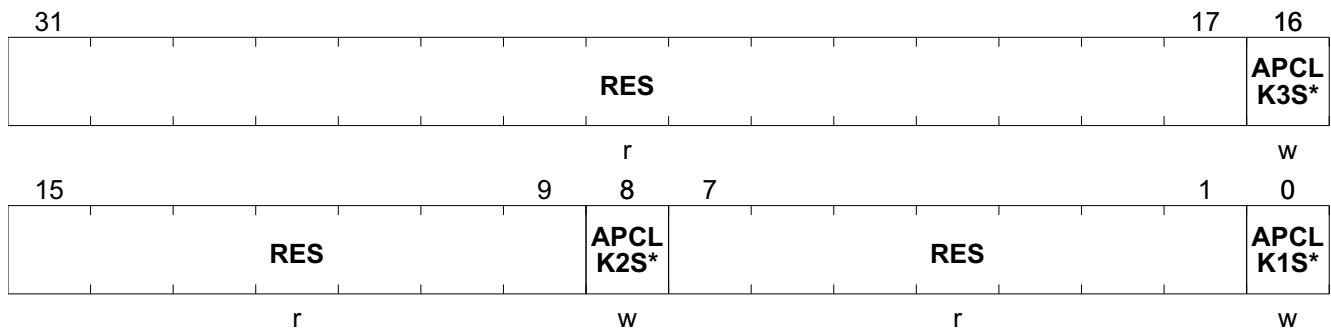 31 17 16
RES APCL K3S*
r w
15 9 8 7 1 0
RES APCL K2S* RES APCL K1S*
r w r w